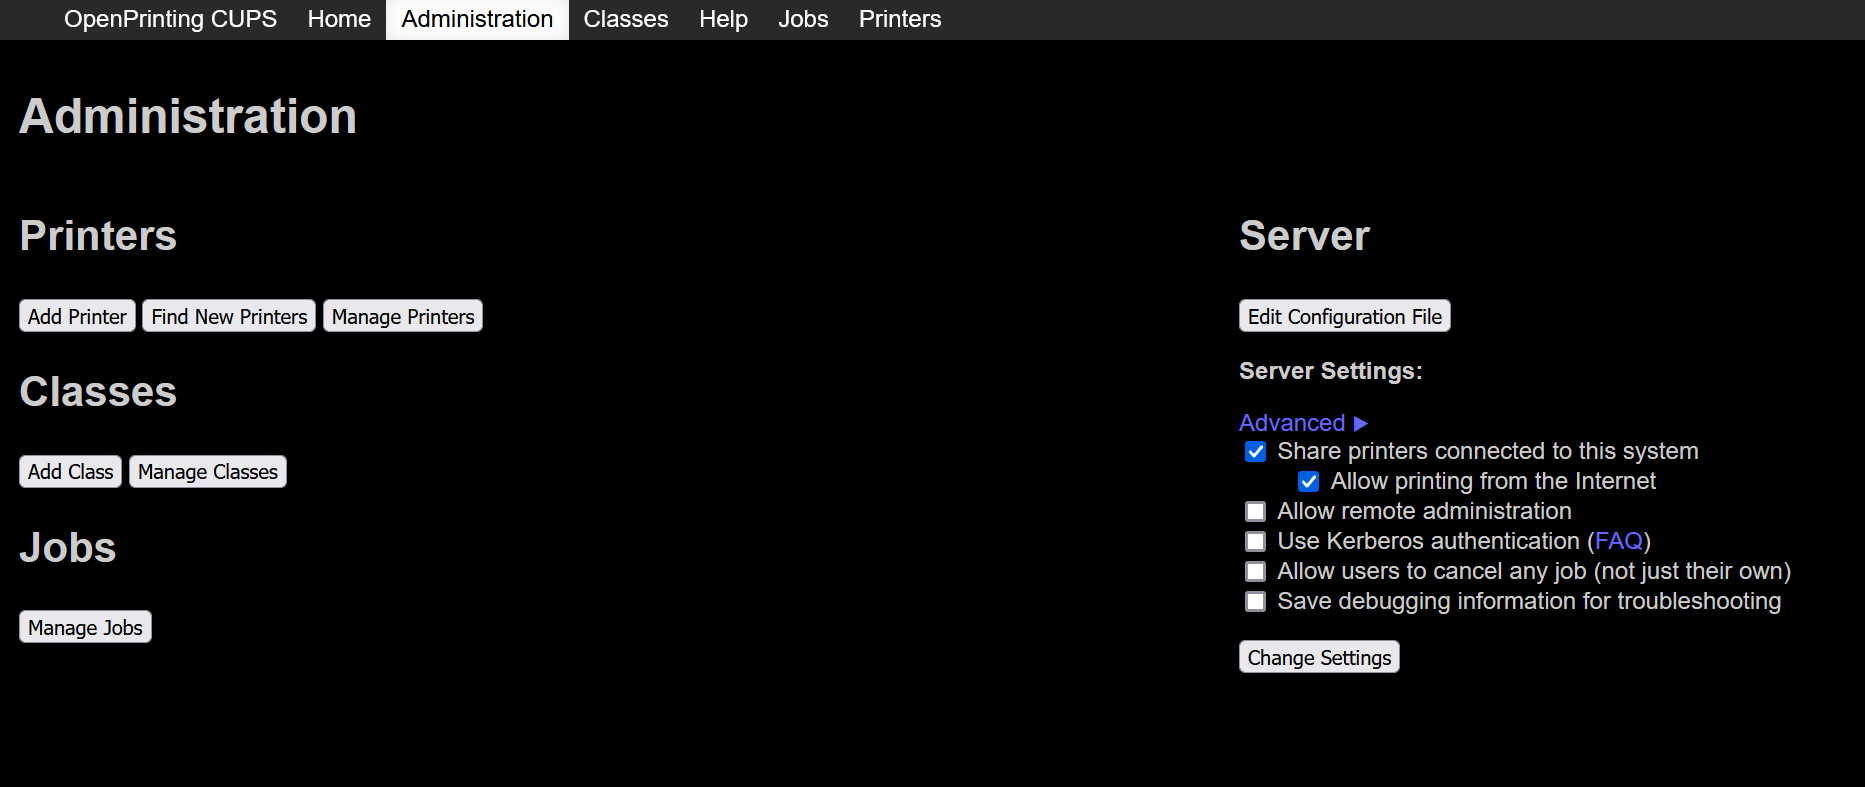 OpenPrinting CUPS Home Administration Classes Help Jobs Printers
Administration
Printers
Add Printer Find New Printers Manage Printers
Classes
Add Class Manage Classes
Jobs
Manage Jobs
Server
Edit Configuration File
Server Settings:
Advanced ▶
Share printers connected to this system
Allow printing from the Internet
Allow remote administration
Use Kerberos authentication (FAQ)
Allow users to cancel any job (not just their own)
Save debugging information for troubleshooting
Change Settings